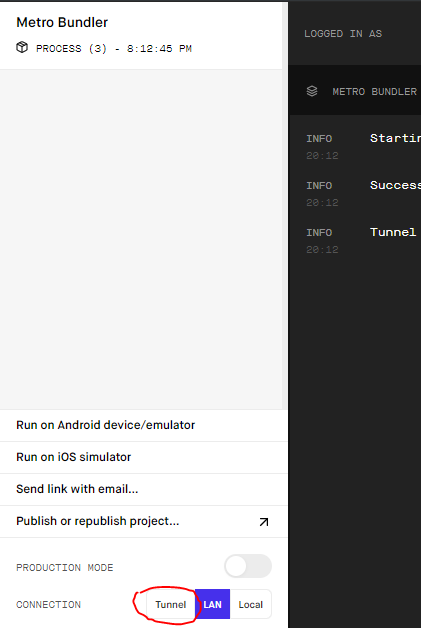 Metro Bundler
PROCESS (3) - 8:12:45 PM
Run on Android device/emulator
Run on iOS simulator
Send link with email...
Publish or republish project...
PRODUCTION MODE
CONNECTION Tunnel LAN Local
LOGGED IN AS
METRO BUNDLER
INFO Startin
20:12
INFO Success
20:12
INFO Tunnel
20:12